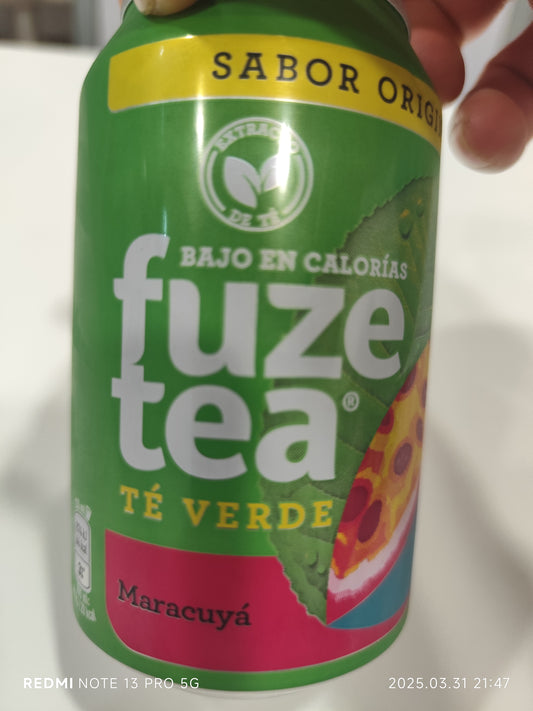 SABOR ORIGI
EXTRACTO
DE TÉ
BAJO EN CALORÍAS
fuze
tea®
TÉ VERDE
Maracuyá
REDMI NOTE 13 PRO 5G
2025.03.31 21:47